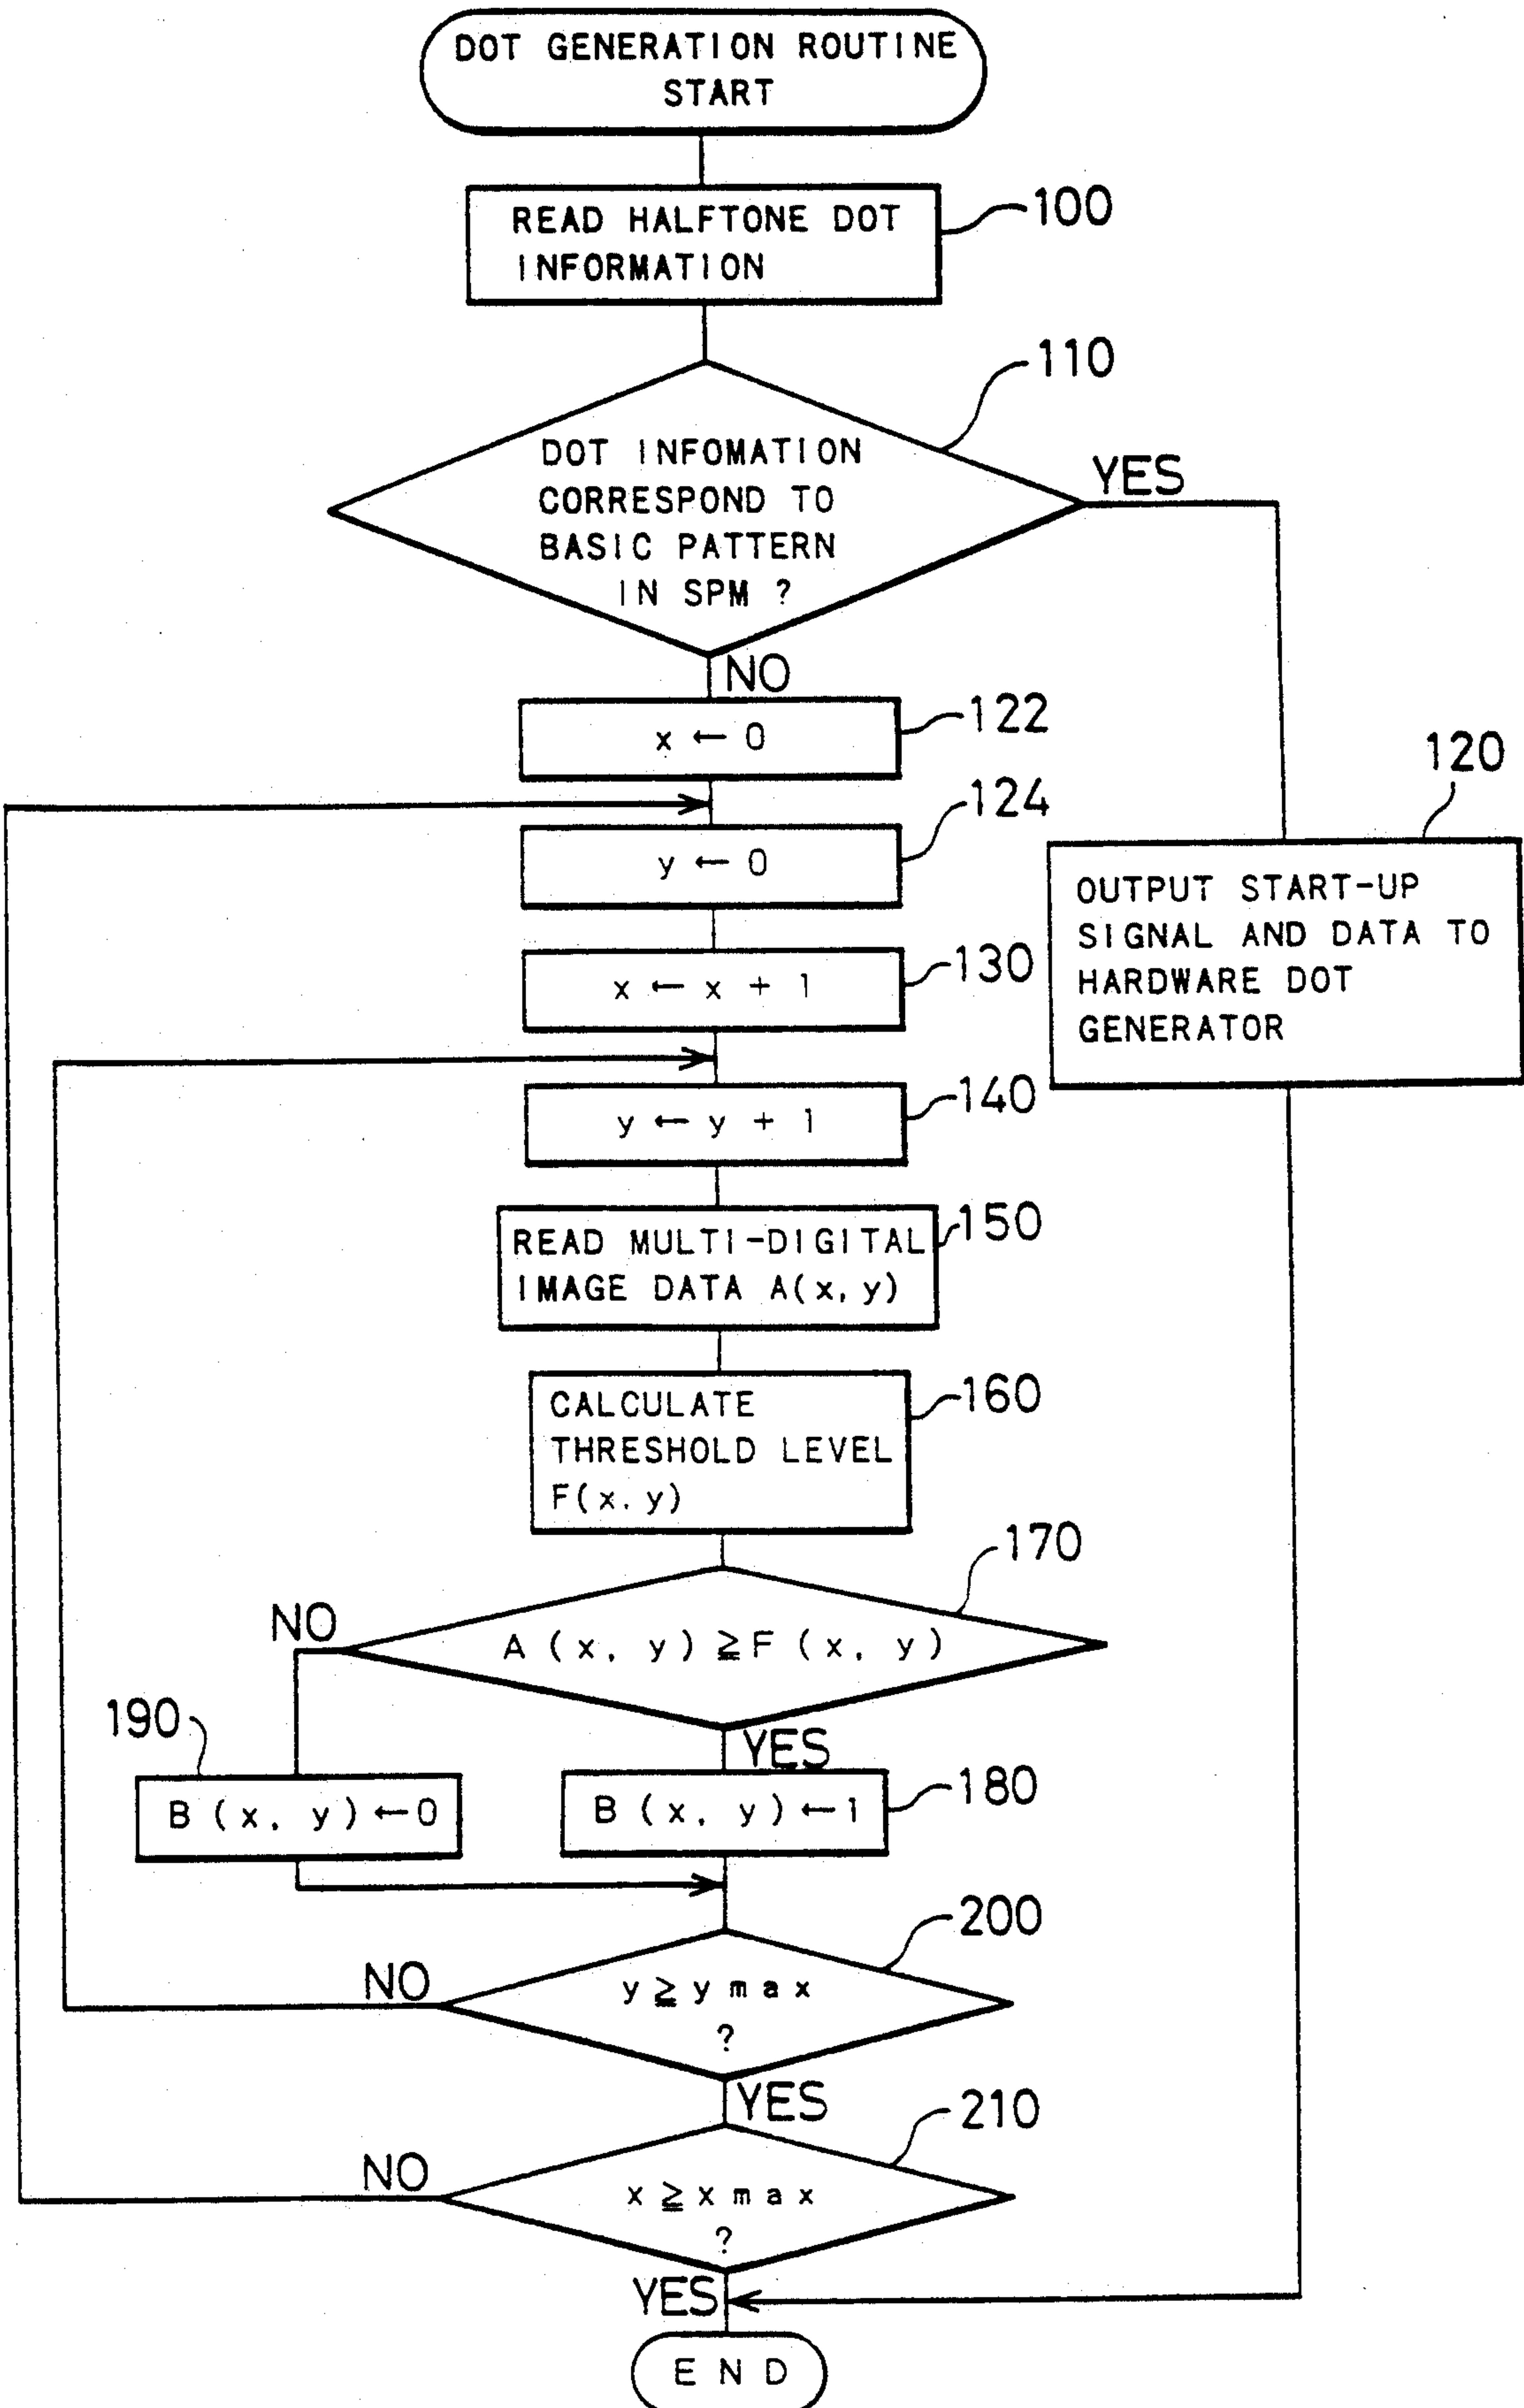 DOT GENERATION ROUTINE
START
READ HALFTONE DOT
INFORMATION
100
110
DOT INFOMATION
CORRESPOND TO
BASIC PATTERN
IN SPM ?
YES
NO
x ← 0
122
120
y ← 0
124
OUTPUT START-UP
SIGNAL AND DATA TO
HARDWARE DOT
GENERATOR
x ← x + 1
130
y ← y + 1
140
READ MULTI-DIGITAL
IMAGE DATA A(x, y)
150
CALCULATE
THRESHOLD LEVEL
F(x. y)
160
170
NO
A (x, y) ≧ F (x, y)
YES
190
B (x, y) ← 0
B (x, y) ← 1
180
200
NO
y ≧ y max
?
YES
210
NO
x ≧ x max
?
YES
END